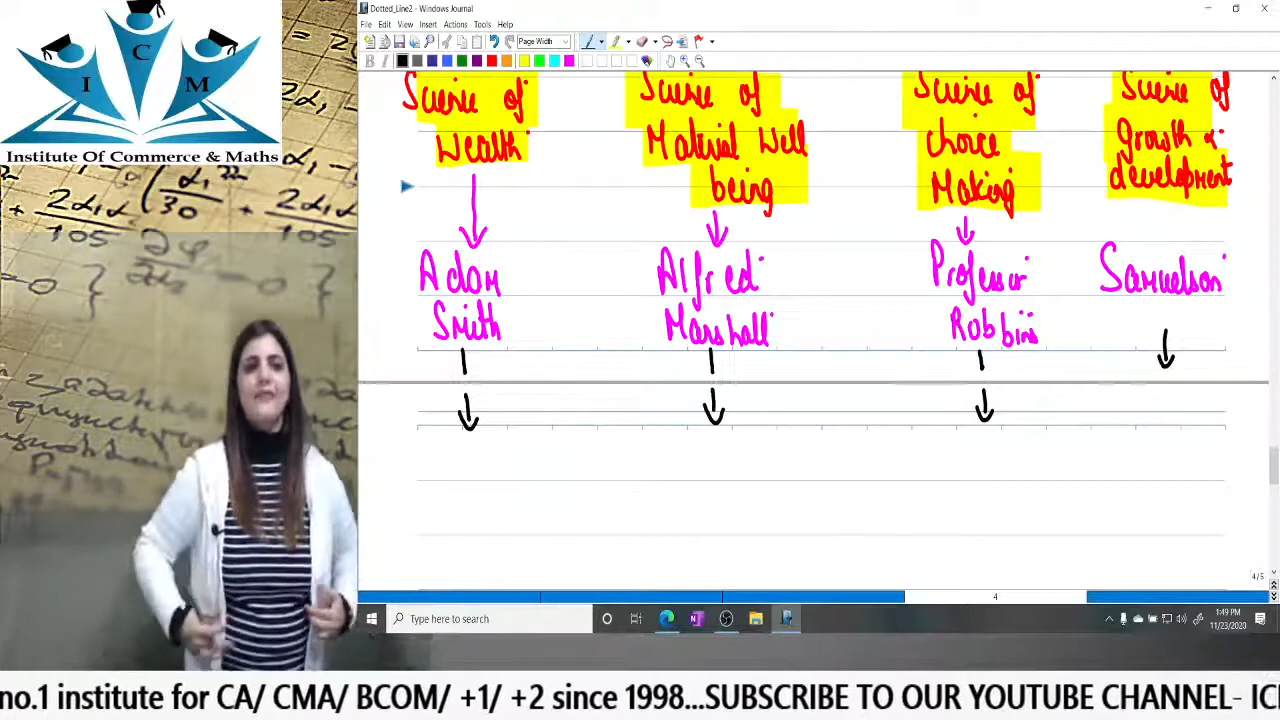 I C M
Institute Of Commerce & Maths
Dotted_Line2 - Windows Journal
File Edit View Insert Actions Tools Help
Page Width
B I
Science of
Wealth
Science of
Material Well
being
Science of
choice
Making
Science of
growth &
development
Adam
Smith
Alfred
Marshall
Professor
Robbins
Samuelson
4/5
4
Type here to search
1:49 PM
11/23/2020
no.1 institute for CA/ CMA/ BCOM/ +1/ +2 since 1998...SUBSCRIBE TO OUR YOUTUBE CHANNEL-